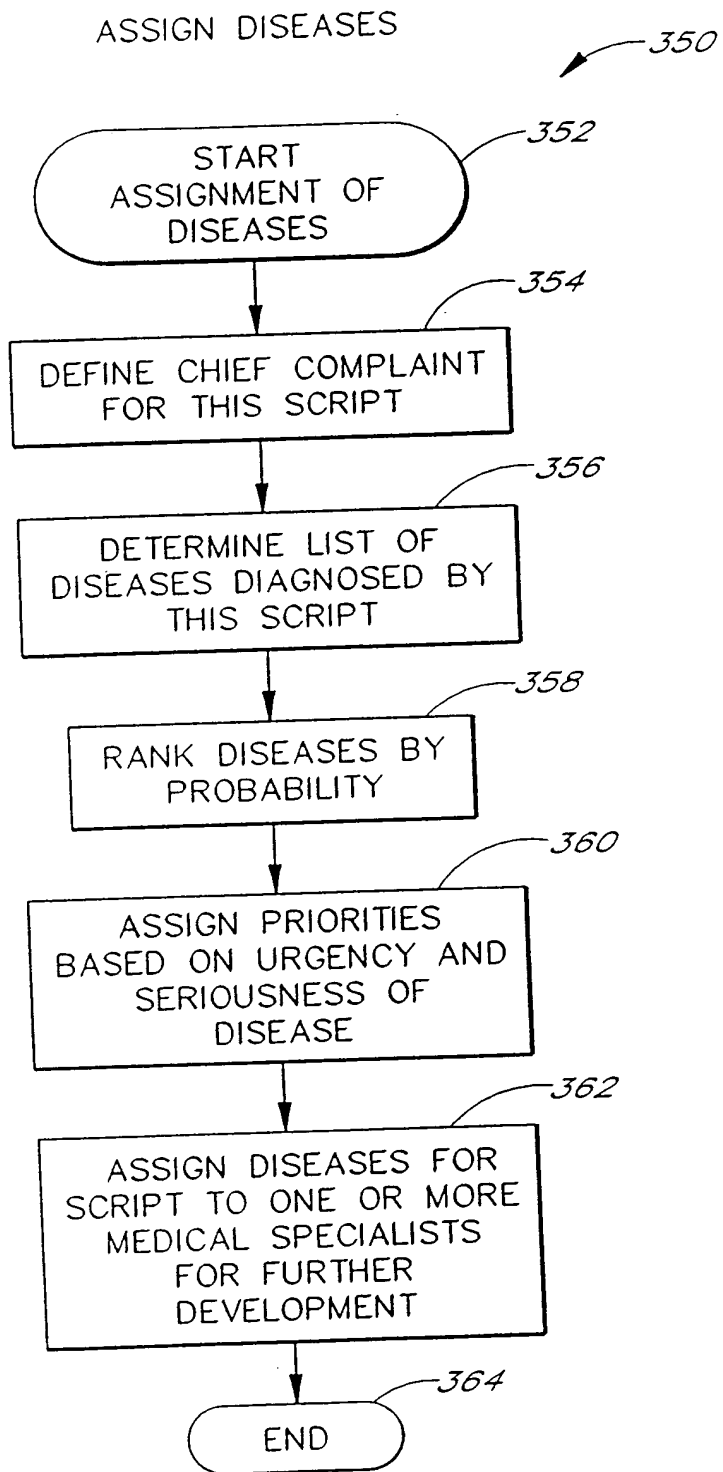 ASSIGN DISEASES
350
352
START
ASSIGNMENT OF
DISEASES
354
DEFINE CHIEF COMPLAINT
FOR THIS SCRIPT
356
DETERMINE LIST OF
DISEASES DIAGNOSED BY
THIS SCRIPT
358
RANK DISEASES BY
PROBABILITY
360
ASSIGN PRIORITIES
BASED ON URGENCY AND
SERIOUSNESS OF
DISEASE
362
ASSIGN DISEASES FOR
SCRIPT TO ONE OR MORE
MEDICAL SPECIALISTS
FOR FURTHER
DEVELOPMENT
364
END